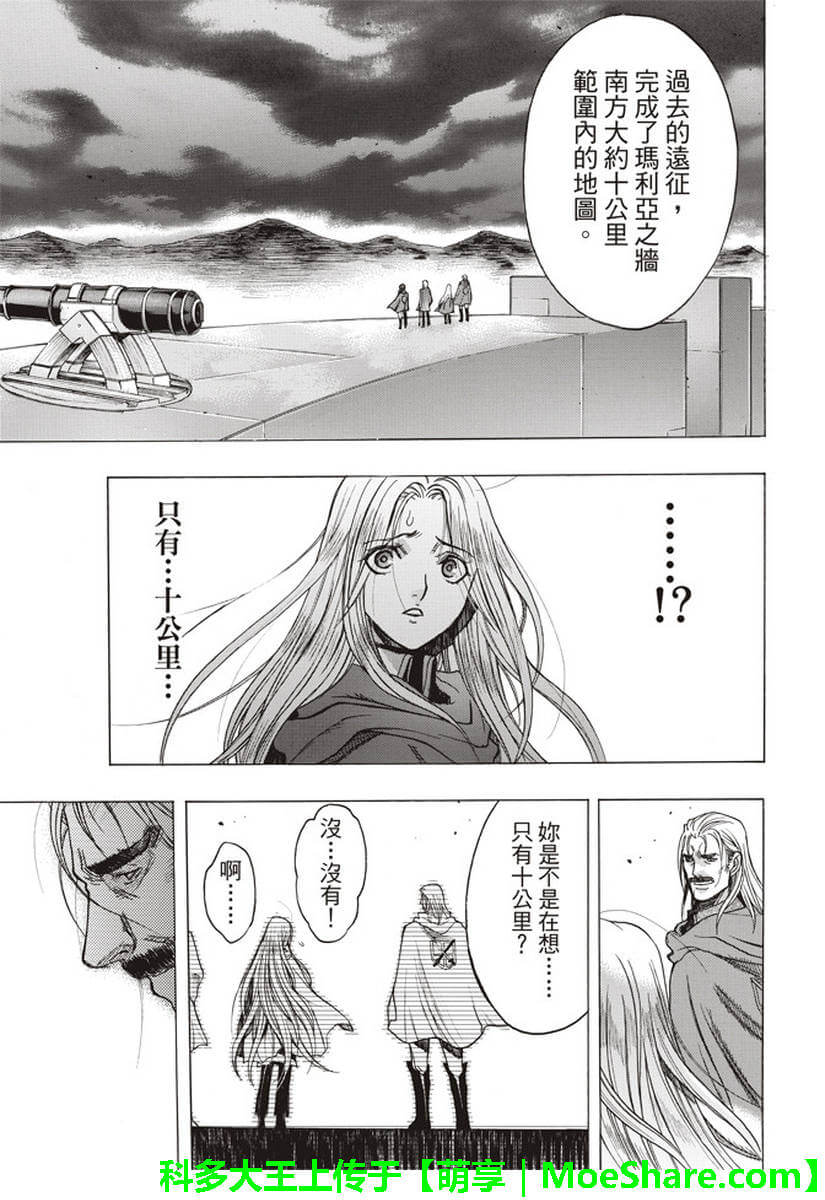 過去的遠征，
完成了瑪利亞之牆
南方大約十公里
範圍內的地圖。
……!?
只有…十公里…
妳是不是在想……
只有十公里？
沒…沒有！
啊……
科多大王上传于【萌享/MoeShare.com】